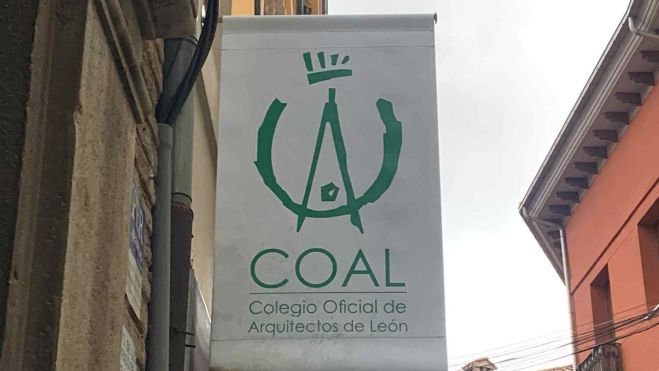 COAL
Colegio Oficial de
Arquitectos de León